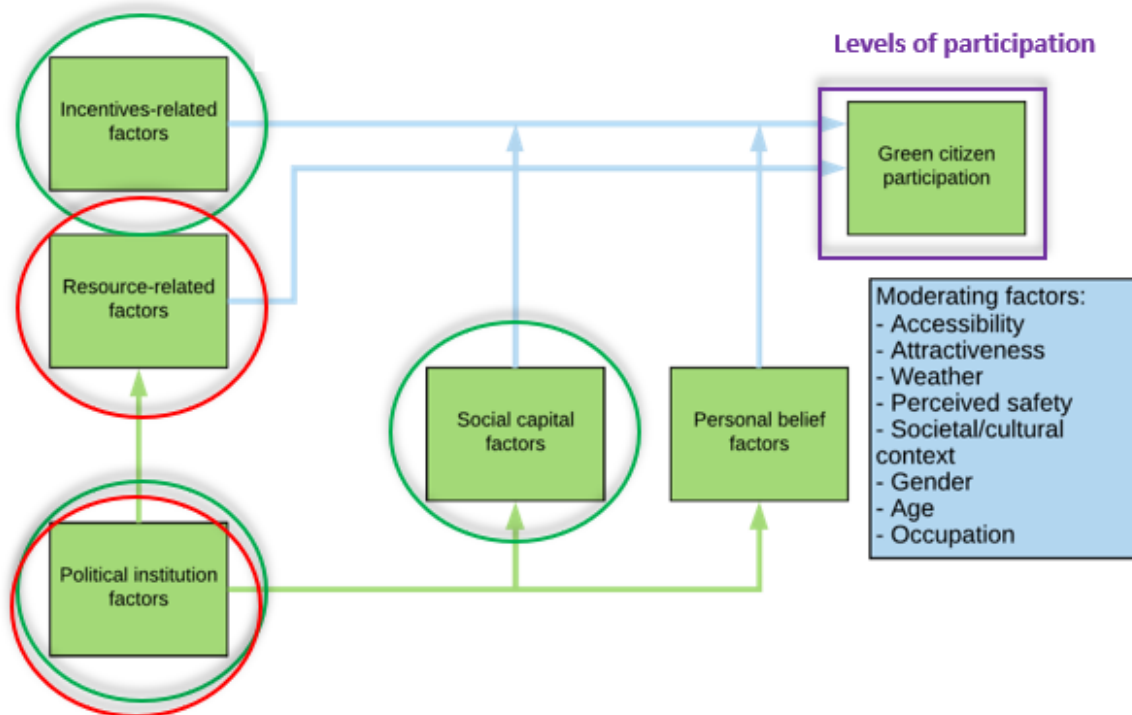 Levels of participation
Incentives-related
factors
Green citizen
participation
Resource-related
factors
Moderating factors:
- Accessibility
- Attractiveness
- Weather
- Perceived safety
- Societal/cultural
context
- Gender
- Age
- Occupation
Social capital
factors
Personal belief
factors
Political institution
factors